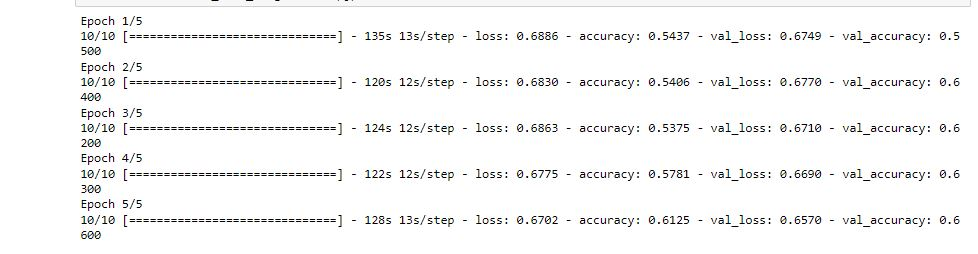 Epoch 1/5
10/10 [==============================] - 135s 13s/step - loss: 0.6886 - accuracy: 0.5437 - val_loss: 0.6749 - val_accuracy: 0.5
500
Epoch 2/5
10/10 [==============================] - 120s 12s/step - loss: 0.6830 - accuracy: 0.5406 - val_loss: 0.6770 - val_accuracy: 0.6
400
Epoch 3/5
10/10 [==============================] - 124s 12s/step - loss: 0.6863 - accuracy: 0.5375 - val_loss: 0.6710 - val_accuracy: 0.6
200
Epoch 4/5
10/10 [==============================] - 122s 12s/step - loss: 0.6775 - accuracy: 0.5781 - val_loss: 0.6690 - val_accuracy: 0.6
300
Epoch 5/5
10/10 [==============================] - 128s 13s/step - loss: 0.6702 - accuracy: 0.6125 - val_loss: 0.6570 - val_accuracy: 0.6
600